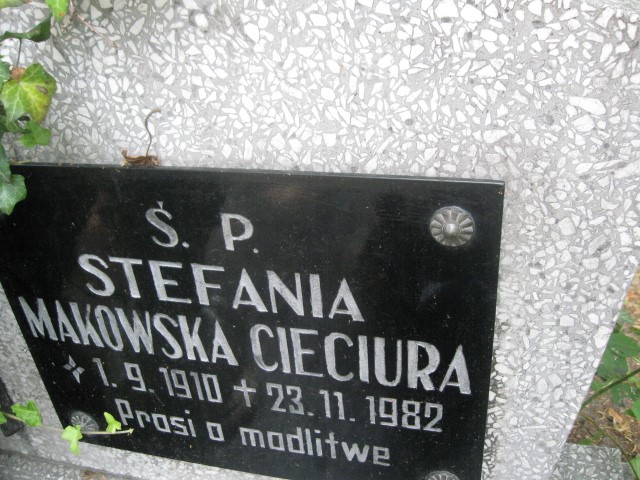 Ś. P.
STEFANIA
MAKOWSKA CIECIURA
* 1. 9. 1910 + 23. 11. 1982
Prosi o modlitwe